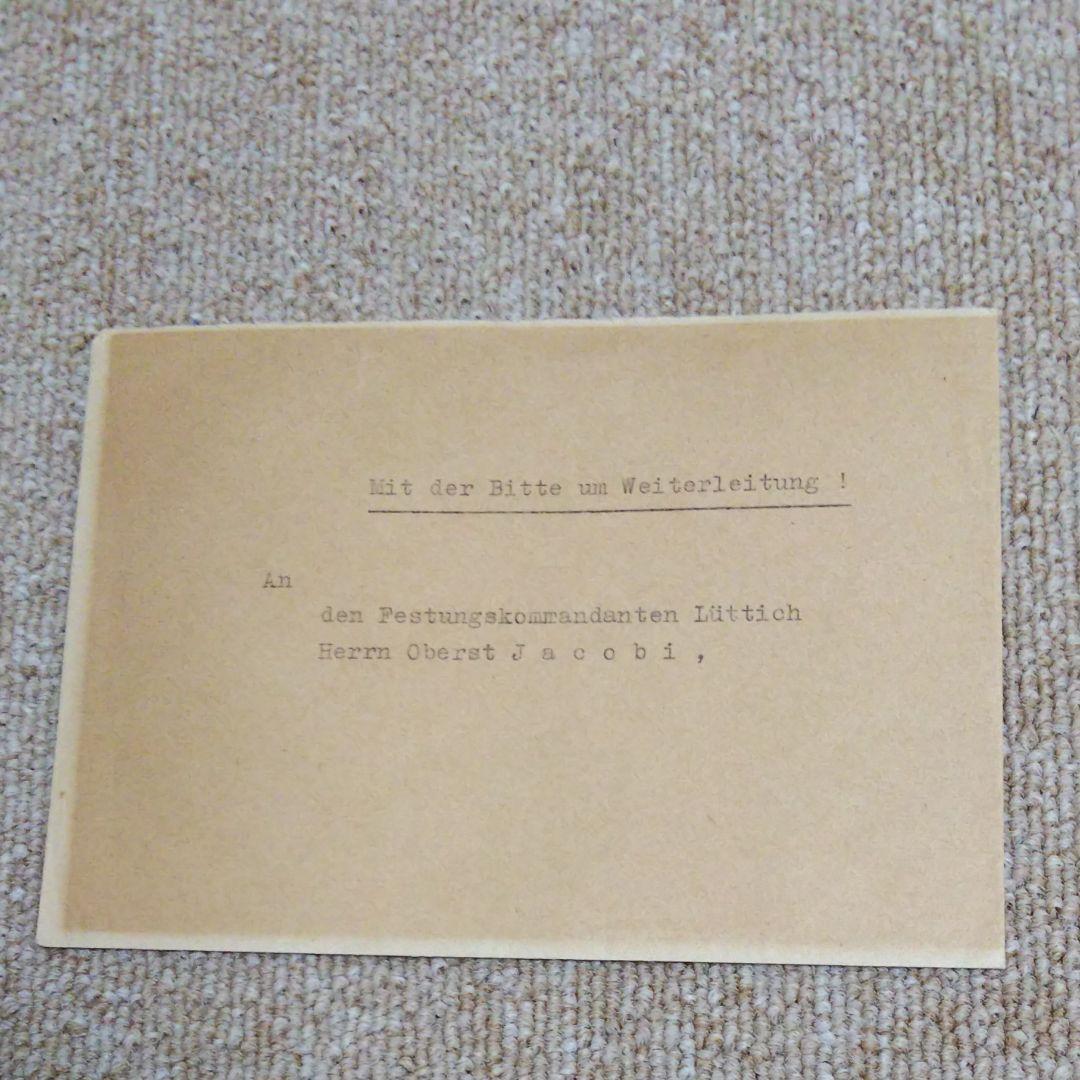 Mit der Bitte um Weiterleitung !
An
den Festungskommandanten Lüttich
Herrn Oberst J a c o b i ,